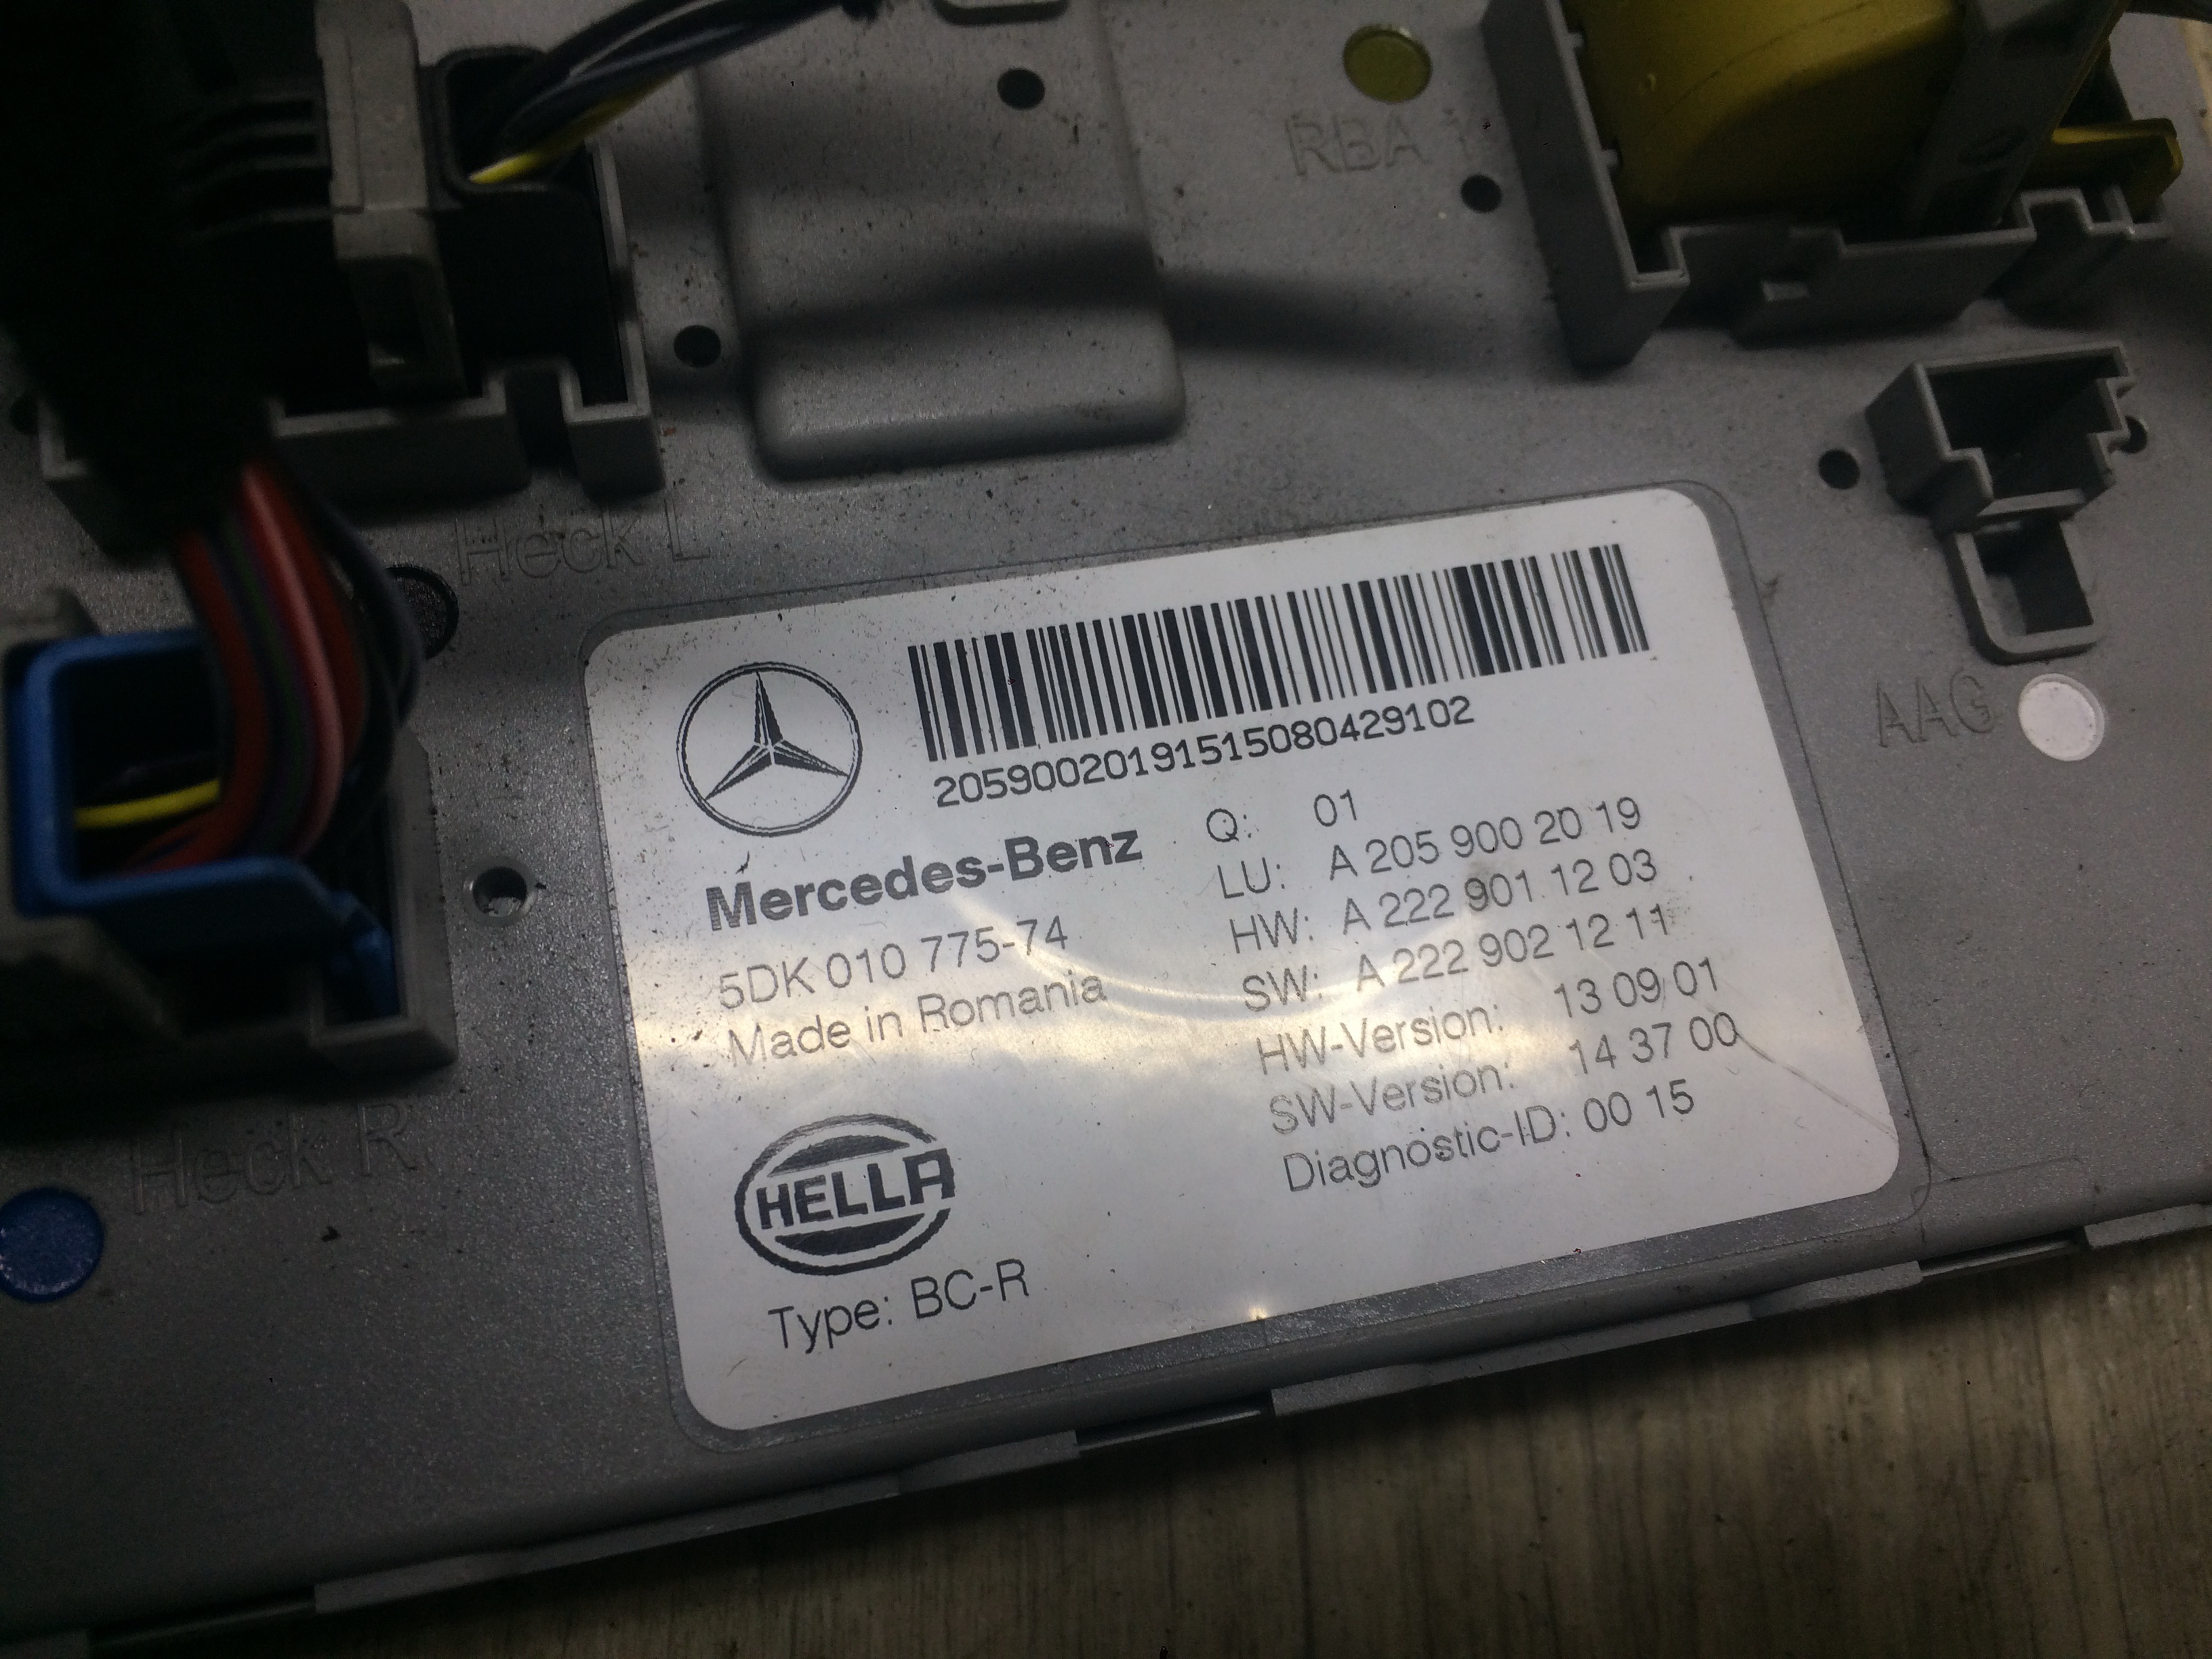 RBA 1
Heck L
20590020191515080429102
Mercedes-Benz
5DK 010 775-74
Made in Romania
HELLA
Type: BC-R
Q: 01
LU: A 205 900 20 19
HW: A 222 901 12 03
SW: A 222 902 12 11
HW-Version: 13 09 01
SW-Version: 14 37 00
Diagnostic-ID: 00 15
AAG
Heck R